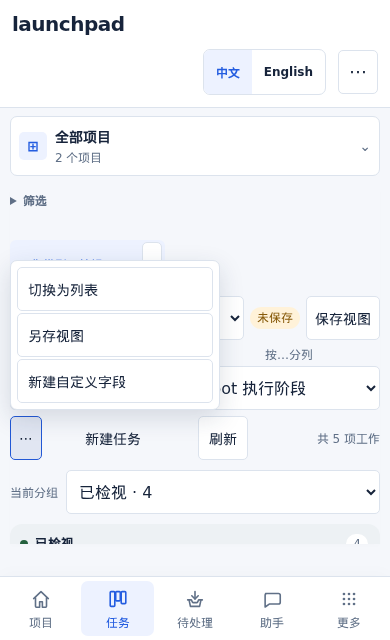 launchpad
中文
English
...
全部项目
2 个项目
筛选
切换为列表
另存视图
新建自定义字段
未保存
保存视图
按…分列
ot 执行阶段
...
新建任务
刷新
共 5 项工作
当前分组
已检视 · 4
已检视
4
项目
任务
待处理
助手
更多